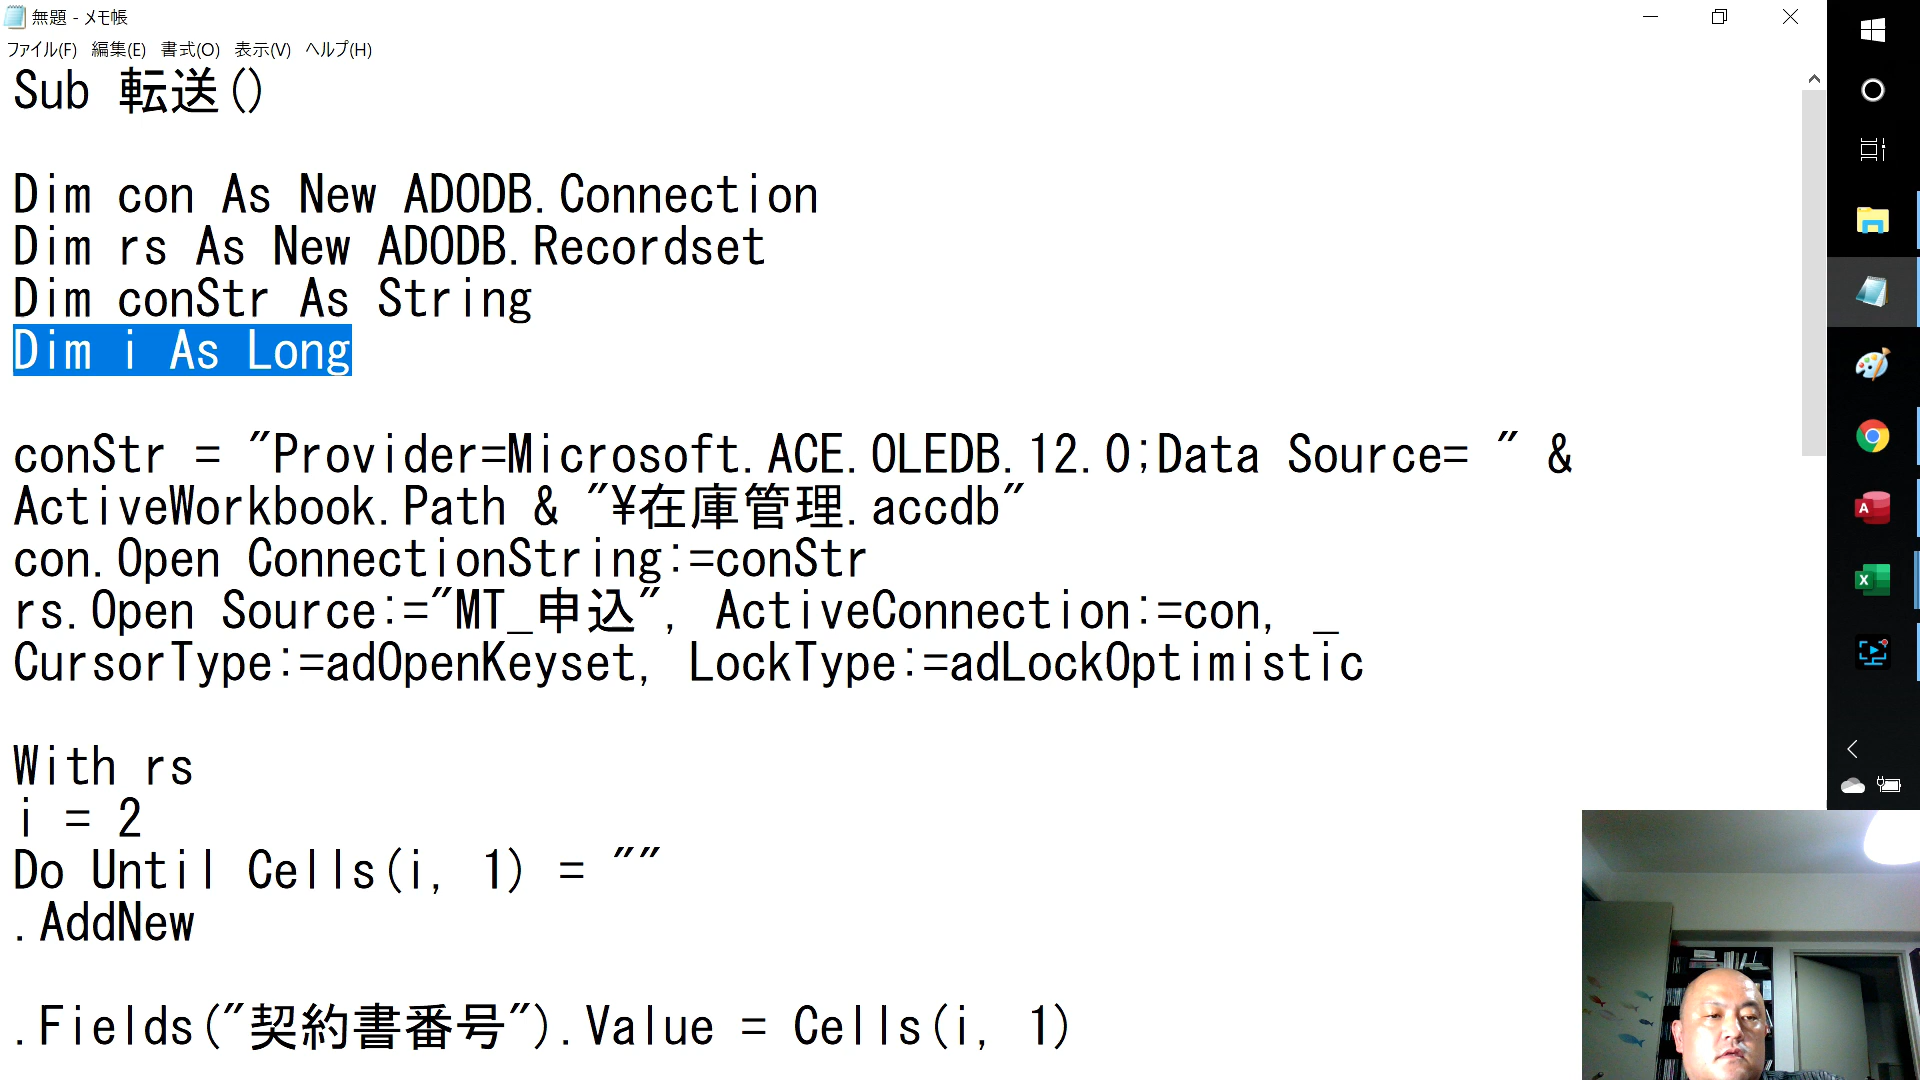 無題 - メモ帳
ファイル(F) 編集(E) 書式(O) 表示(V) ヘルプ(H)
Sub 転送()
Dim con As New ADODB.Connection
Dim rs As New ADODB.Recordset
Dim conStr As String
Dim i As Long
conStr = "Provider=Microsoft.ACE.OLEDB.12.0;Data Source= " &
ActiveWorkbook.Path & "¥在庫管理.accdb"
con.Open ConnectionString:=conStr
rs.Open Source:="MT_申込", ActiveConnection:=con, _
CursorType:=adOpenKeyset, LockType:=adLockOptimistic
With rs
i = 2
Do Until Cells(i, 1) = ""
.AddNew
.Fields("契約書番号").Value = Cells(i, 1)